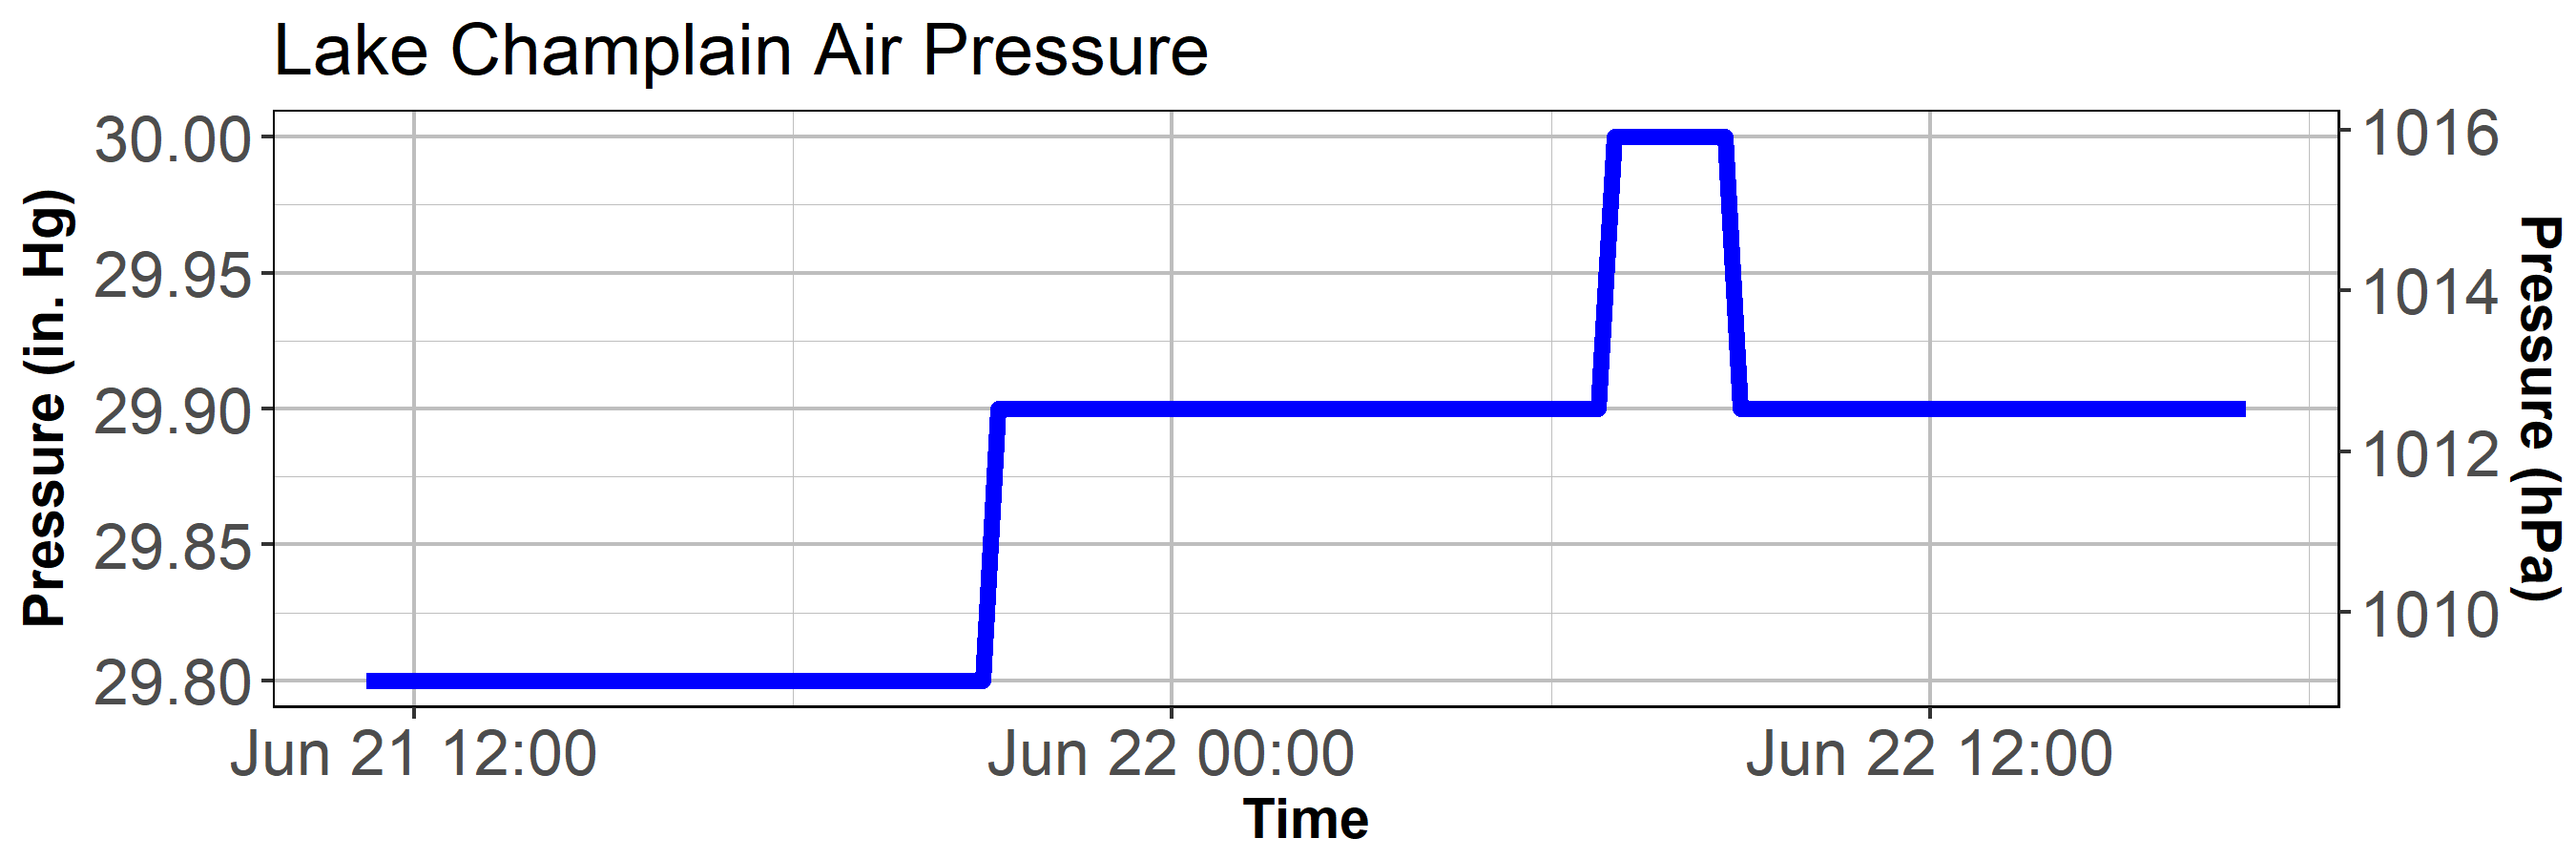 Lake Champlain Air Pressure
Pressure (in. Hg)
30.00
29.95
29.90
29.85
29.80
1016
1014
1012
1010
Pressure (hPa)
Jun 21 12:00
Jun 22 00:00
Jun 22 12:00
Time